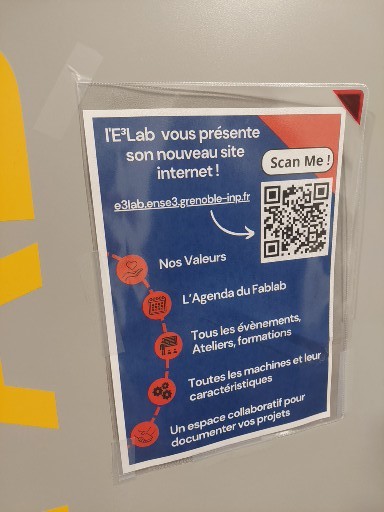 l'E³Lab vous présente
son nouveau site
internet !
Scan Me !
e3lab.ense3.grenoble-inp.fr
Nos Valeurs
L'Agenda du Fablab
Tous les évènements,
Ateliers, formations
Toutes les machines et leur
caractéristiques
Un espace collaboratif pour
documenter vos projets